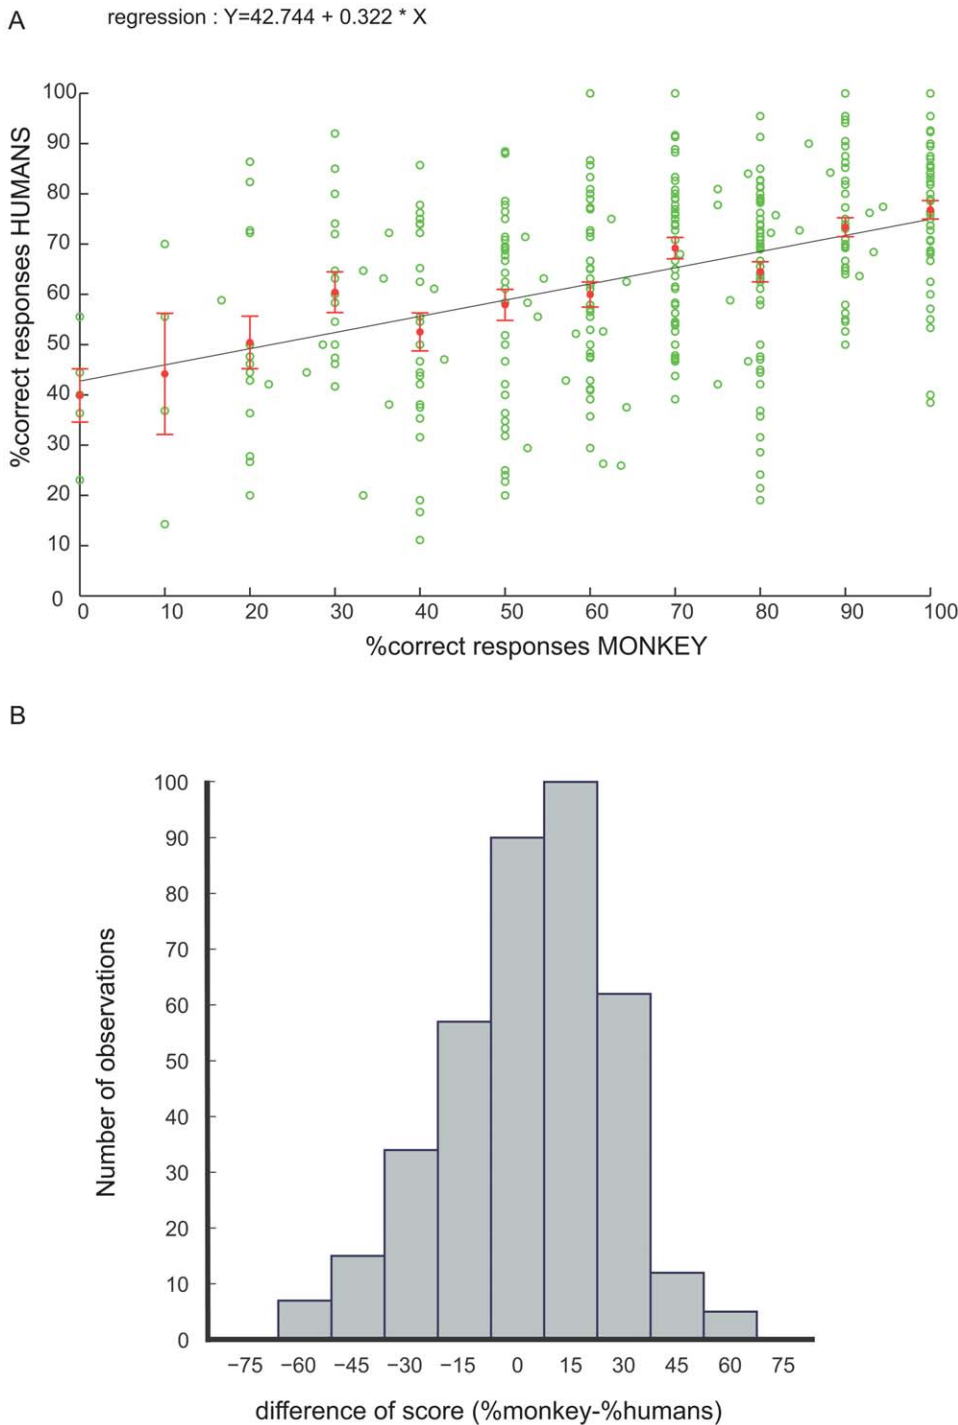 A
regression : Y=42.744 + 0.322 * X
%correct responses HUMANS
100
90
80
70
60
50
40
30
20
10
0
0 10 20 30 40 50 60 70 80 90 100
%correct responses MONKEY
B
Number of observations
100
90
80
70
60
50
40
30
20
10
0
−75 −60 −45 −30 −15 0 15 30 45 60 75
difference of score (%monkey-%humans)